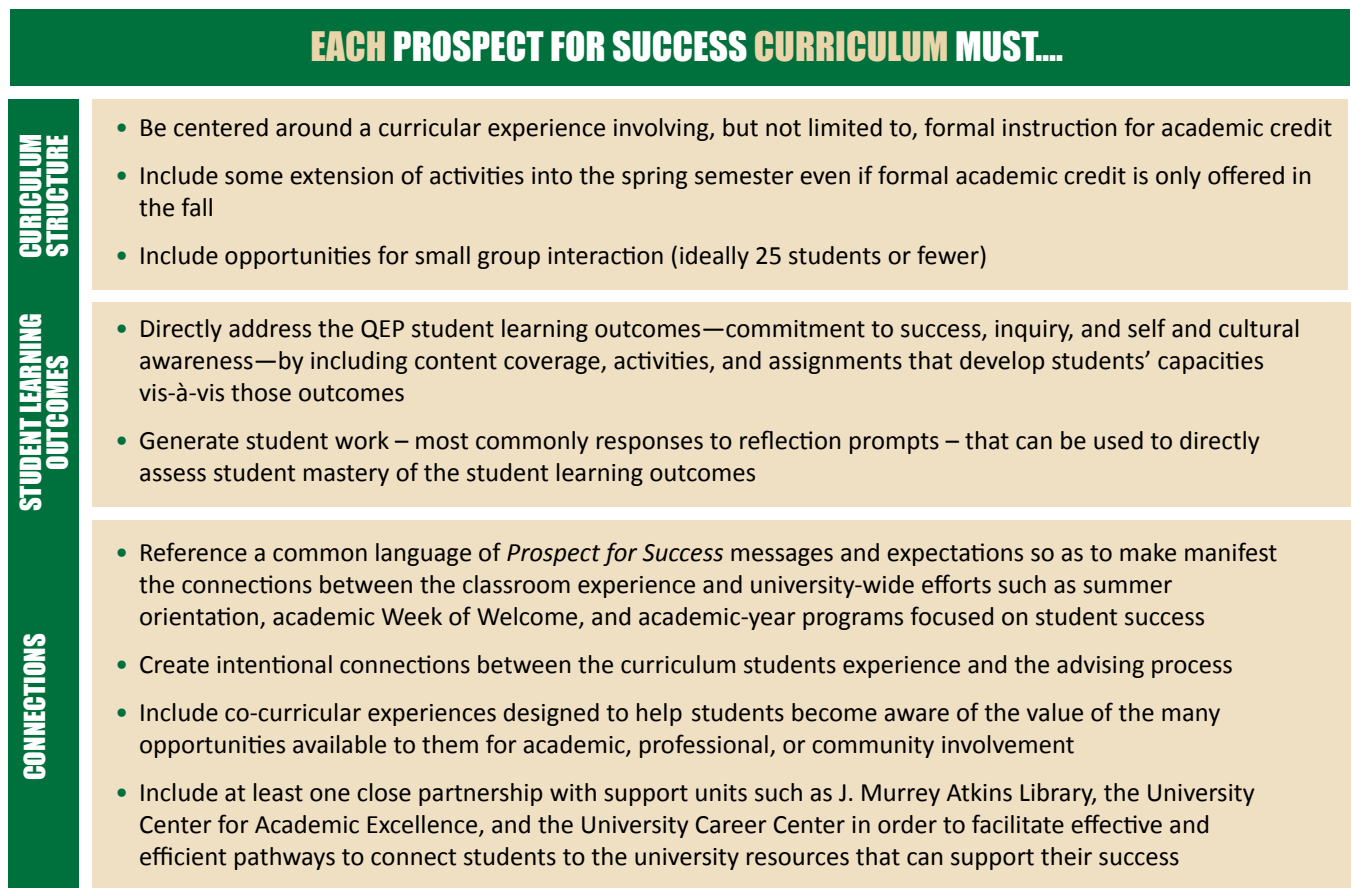 EACH PROSPECT FOR SUCCESS CURRICULUM MUST....
CURICULUM
STRUCTURE
• Be centered around a curricular experience involving, but not limited to, formal instruction for academic credit
• Include some extension of activities into the spring semester even if formal academic credit is only offered in
the fall
• Include opportunities for small group interaction (ideally 25 students or fewer)
STUDENT LEARNING
OUTCOMES
• Directly address the QEP student learning outcomes—commitment to success, inquiry, and self and cultural
awareness—by including content coverage, activities, and assignments that develop students’ capacities
vis-à-vis those outcomes
• Generate student work – most commonly responses to reflection prompts – that can be used to directly
assess student mastery of the student learning outcomes
CONNECTIONS
• Reference a common language of Prospect for Success messages and expectations so as to make manifest
the connections between the classroom experience and university-wide efforts such as summer
orientation, academic Week of Welcome, and academic-year programs focused on student success
• Create intentional connections between the curriculum students experience and the advising process
• Include co-curricular experiences designed to help students become aware of the value of the many
opportunities available to them for academic, professional, or community involvement
• Include at least one close partnership with support units such as J. Murrey Atkins Library, the University
Center for Academic Excellence, and the University Career Center in order to facilitate effective and
efficient pathways to connect students to the university resources that can support their success